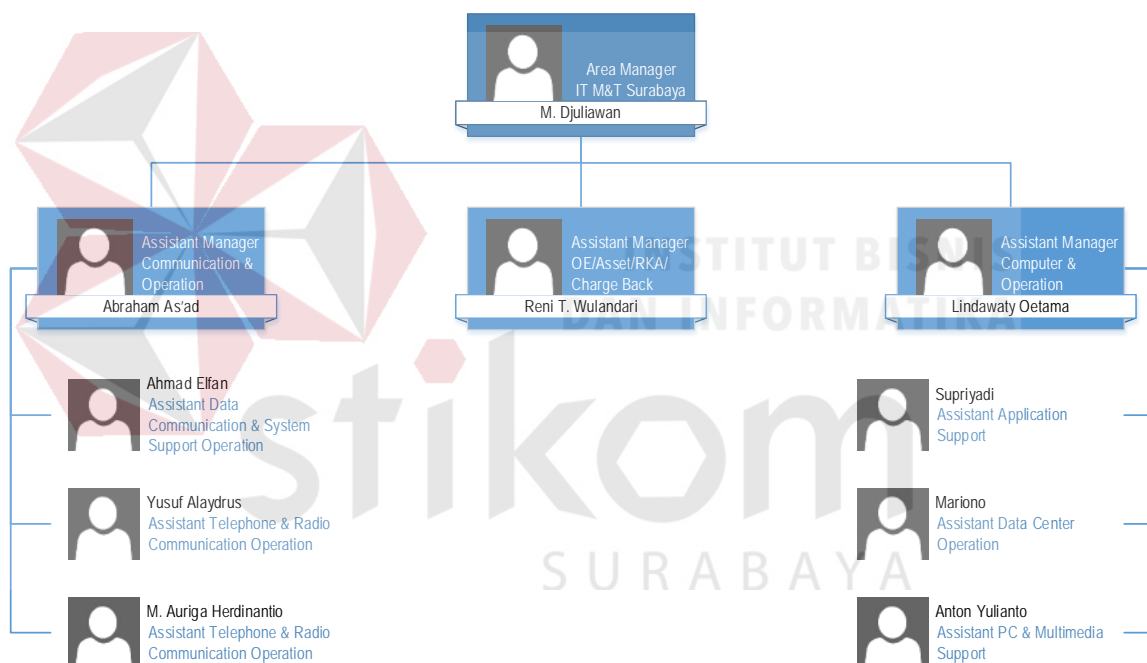 Area Manager
IT M&T Surabaya
M. Djuliawan
Assistant Manager
Communication &
Operation
Abraham As'ad
Assistant Manager
OE/Asset/RKA/
Charge Back
Reni T. Wulandari
Assistant Manager
Computer &
Operation
Lindawaty Oetama
INSTITUT BISNIS
DAN INFORMATIKA
stikom
SURABAYA
Ahmad Elfan
Assistant Data
Communication & System
Support Operation
Yusuf Alaydrus
Assistant Telephone & Radio
Communication Operation
M. Auriga Herdinantio
Assistant Telephone & Radio
Communication Operation
Supriyadi
Assistant Application
Support
Mariono
Assistant Data Center
Operation
Anton Yulianto
Assistant PC & Multimedia
Support